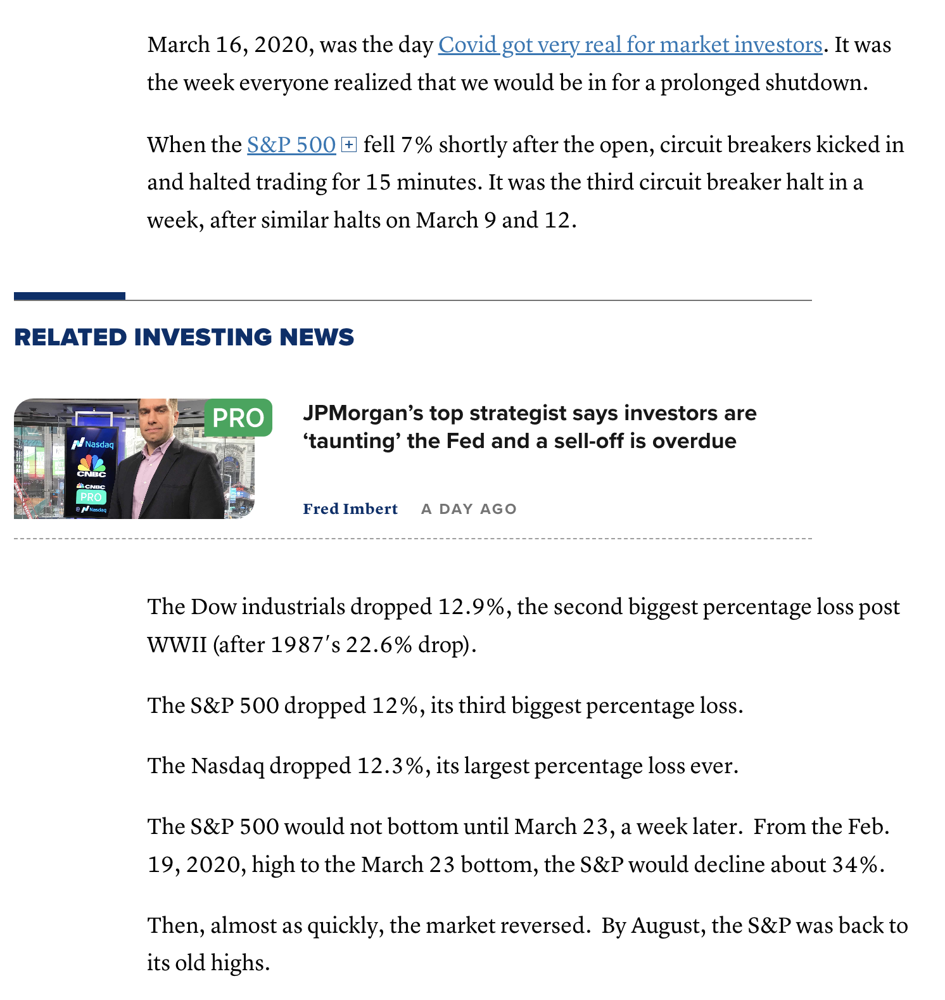 March 16, 2020, was the day Covid got very real for market investors. It was
the week everyone realized that we would be in for a prolonged shutdown.
When the S&P 500 + fell 7% shortly after the open, circuit breakers kicked in
and halted trading for 15 minutes. It was the third circuit breaker halt in a
week, after similar halts on March 9 and 12.
RELATED INVESTING NEWS
PRO
Nasdaq
CNBC
CNBC
PRO
@ Nasdaq
JPMorgan’s top strategist says investors are
‘taunting’ the Fed and a sell-off is overdue
Fred Imbert A DAY AGO
The Dow industrials dropped 12.9%, the second biggest percentage loss post
WWII (after 1987′s 22.6% drop).
The S&P 500 dropped 12%, its third biggest percentage loss.
The Nasdaq dropped 12.3%, its largest percentage loss ever.
The S&P 500 would not bottom until March 23, a week later.  From the Feb.
19, 2020, high to the March 23 bottom, the S&P would decline about 34%.
Then, almost as quickly, the market reversed.  By August, the S&P was back to
its old highs.